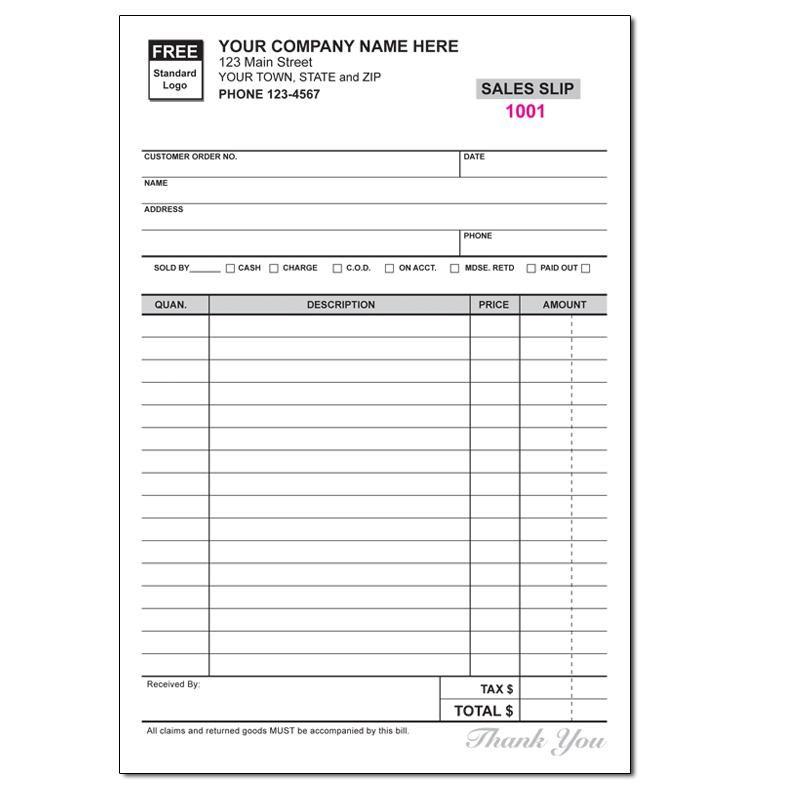 FREE
Standard
Logo
YOUR COMPANY NAME HERE
123 Main Street
YOUR TOWN, STATE and ZIP
PHONE 123-4567
SALES SLIP
1001
CUSTOMER ORDER NO. DATE
NAME
ADDRESS
PHONE
SOLD BY______ CASH CHARGE C.O.D. ON ACCT. MDSE. RETD PAID OUT
QUAN. DESCRIPTION PRICE AMOUNT
Received By: TAX $
TOTAL $
All claims and returned goods MUST be accompanied by this bill.
Thank You